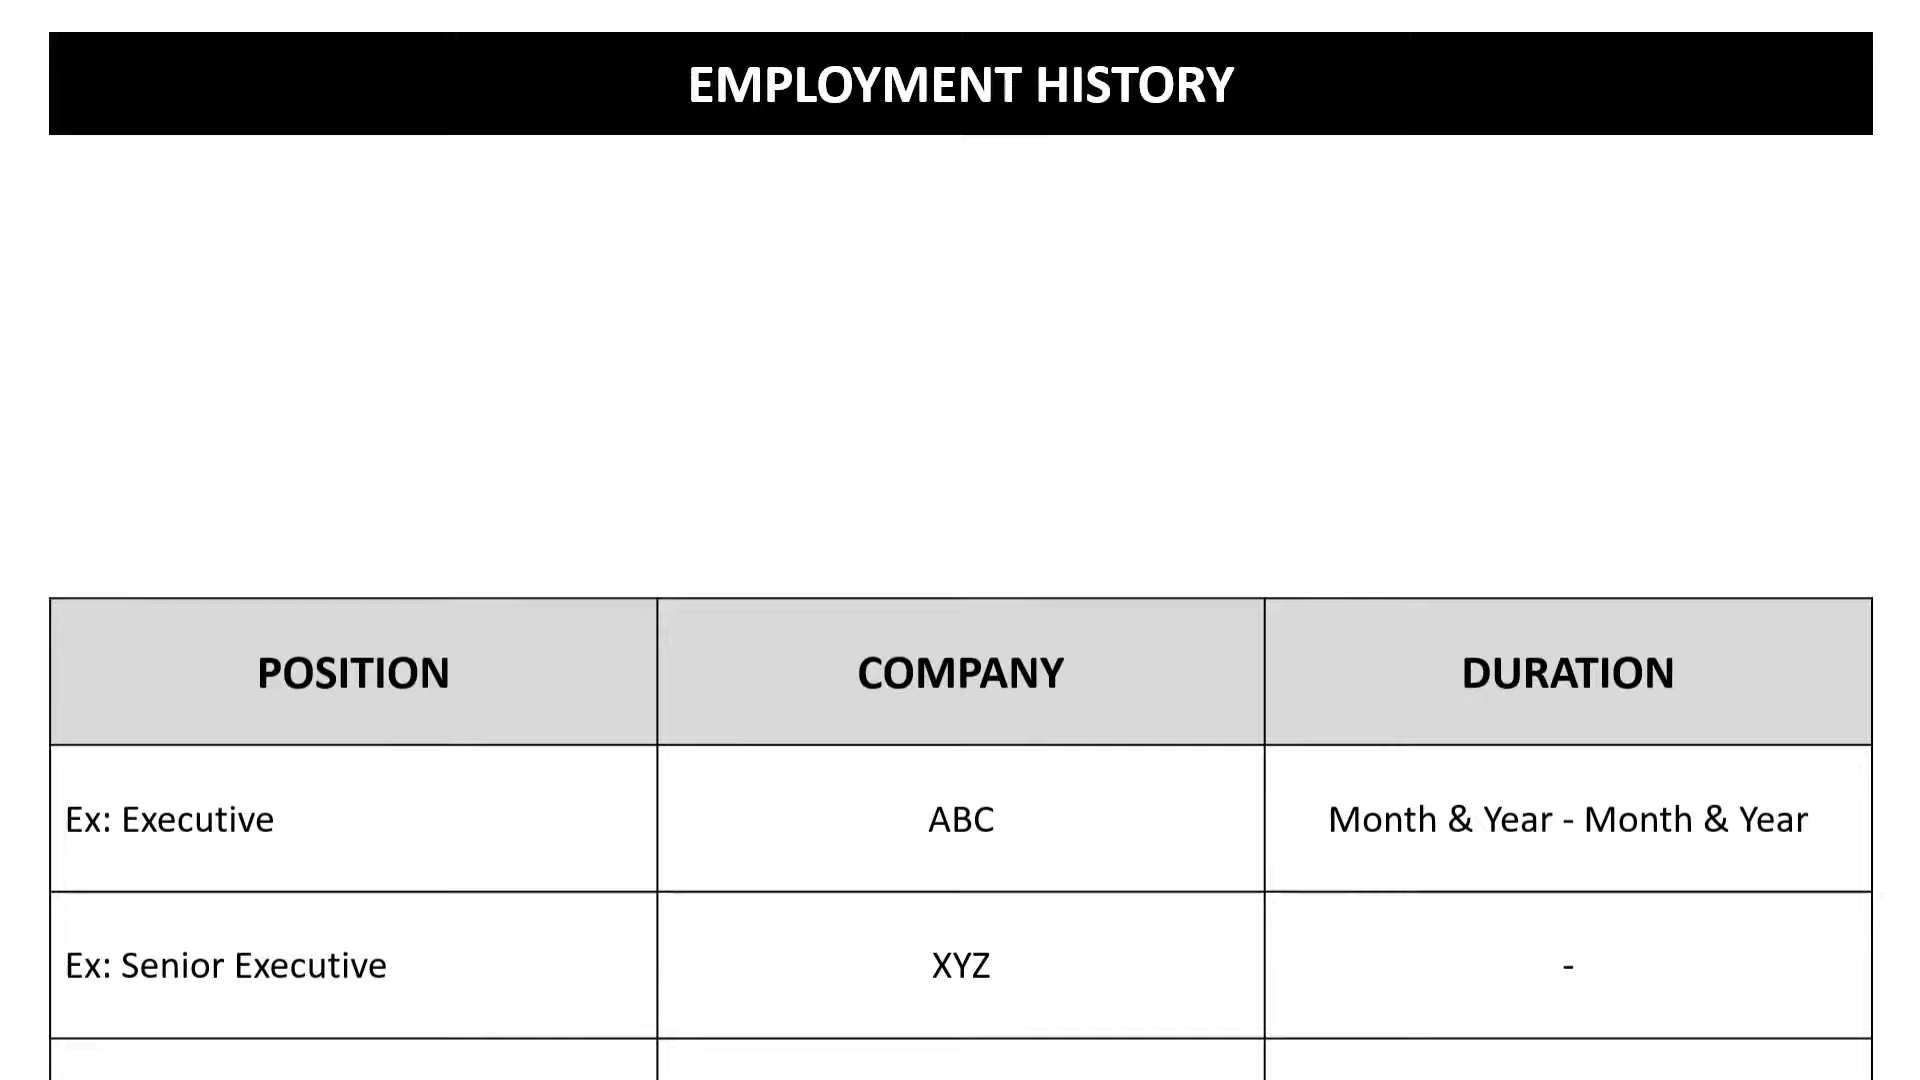 EMPLOYMENT HISTORY
POSITION COMPANY DURATION
Ex: Executive ABC Month & Year - Month & Year
Ex: Senior Executive XYZ -